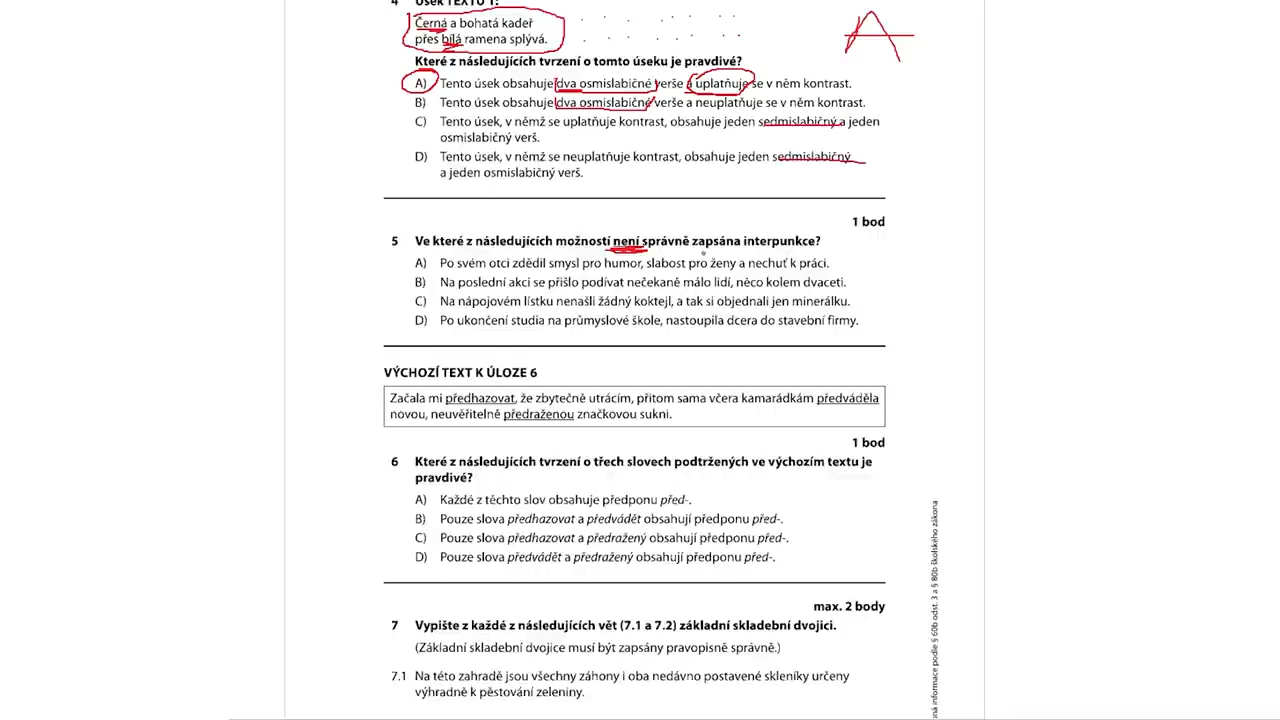 4 Úsek TEXTU 1:
Černá a bohatá kadeř
přes bílá ramena splývá.
A
Které z následujících tvrzení o tomto úseku je pravdivé?
A) Tento úsek obsahuje dva osmislabičné verše a uplatňuje se v něm kontrast.
B) Tento úsek obsahuje dva osmislabičné verše a neuplatňuje se v něm kontrast.
C) Tento úsek, v němž se uplatňuje kontrast, obsahuje jeden sedmislabičný a jeden
osmislabičný verš.
D) Tento úsek, v němž se neuplatňuje kontrast, obsahuje jeden sedmislabičný
a jeden osmislabičný verš.
1 bod
5 Ve které z následujících možností není správně zapsána interpunkce?
A) Po svém otci zdědil smysl pro humor, slabost pro ženy a nechuť k práci.
B) Na poslední akci se přišlo podívat nečekaně málo lidí, něco kolem dvaceti.
C) Na nápojovém lístku nenašli žádný koktejl, a tak si objednali jen minerálku.
D) Po ukončení studia na průmyslové škole, nastoupila dcera do stavební firmy.
VÝCHOZÍ TEXT K ÚLOZE 6
Začala mi předhazovat, že zbytečně utrácím, přitom sama včera kamarádkám předváděla
novou, neuvěřitelně předraženou značkovou sukni.
1 bod
6 Které z následujících tvrzení o třech slovech podtržených ve výchozím textu je
pravdivé?
A) Každé z těchto slov obsahuje předponu před-.
B) Pouze slova předhazovat a předvádět obsahují předponu před-.
C) Pouze slova předhazovat a předražený obsahují předponu před-.
D) Pouze slova předvádět a předražený obsahují předponu před-.
max. 2 body
7 Vypište z každé z následujících vět (7.1 a 7.2) základní skladební dvojici.
(Základní skladební dvojice musí být zapsány pravopisně správně.)
7.1 Na této zahradě jsou všechny záhony i oba nedávno postavené skleníky určeny
výhradně k pěstování zeleniny.
informace podle § 60b odst. 3 a § 80b školského zákona